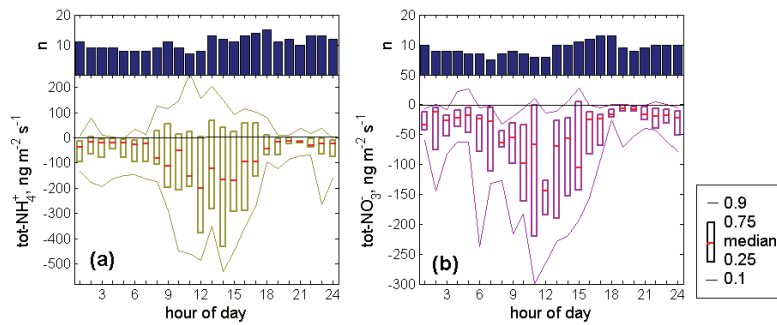 20
10
n
200
100
0
-100
-200
-300
-400
-500
tot-NH₄⁺, ng m⁻² s⁻¹
(a)
3 6 9 12 15 18 21 24
hour of day
20
10
n
50
0
-50
-100
-150
-200
-250
-300
tot-NO₃⁻, ng m⁻² s⁻¹
(b)
3 6 9 12 15 18 21 24
hour of day
0.9
0.75
median
0.25
0.1